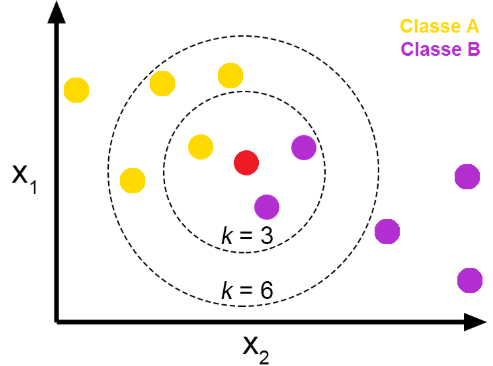 Classe A
Classe B
x₁
k = 3
k = 6
x₂